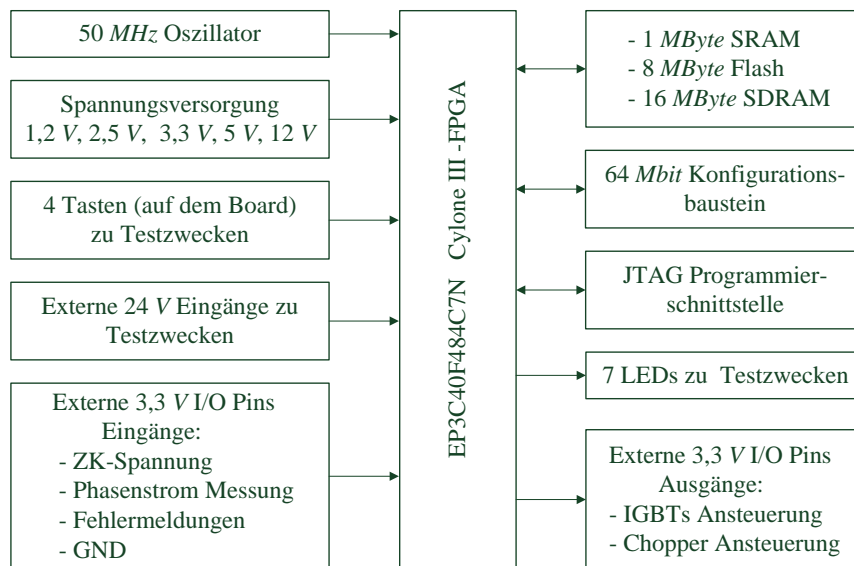 50 MHz Oszillator
Spannungsversorgung
1,2 V, 2,5 V, 3,3 V, 5 V, 12 V
4 Tasten (auf dem Board)
zu Testzwecken
Externe 24 V Eingänge zu
Testzwecken
Externe 3,3 V I/O Pins
Eingänge:
- ZK-Spannung
- Phasenstrom Messung
- Fehlermeldungen
- GND
EP3C40F484C7N Cylone III -FPGA
- 1 MByte SRAM
- 8 MByte Flash
- 16 MByte SDRAM
64 Mbit Konfigurations-
baustein
JTAG Programmier-
schnittstelle
7 LEDs zu Testzwecken
Externe 3,3 V I/O Pins
Ausgänge:
- IGBTs Ansteuerung
- Chopper Ansteuerung